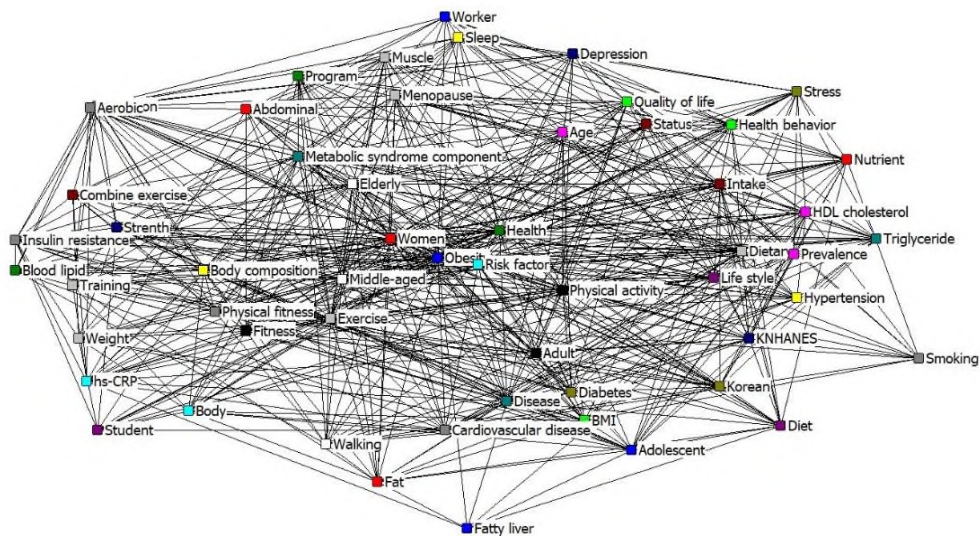 Worker
Sleep
Muscle
Depression
Program
Menopause
Stress
Aerobicon
Abdominal
Quality of life
Status
Health behavior
Age
Metabolic syndrome component
Nutrient
Elderly
Intake
Combine exercise
HDL cholesterol
Strenth
Women
Health
Triglyceride
Insulin resistance
Dietary
Prevalence
Obesit
Risk factor
Blood lipid
Body composition
Middle-aged
Life style
Training
Physical activity
Hypertension
Physical fitness
Exercise
Fitness
Weight
KNHANES
Adult
Smoking
hs-CRP
Diabetes
Korean
Disease
Body
BMI
Student
Cardiovascular disease
Diet
Walking
Adolescent
Fat
Fatty liver